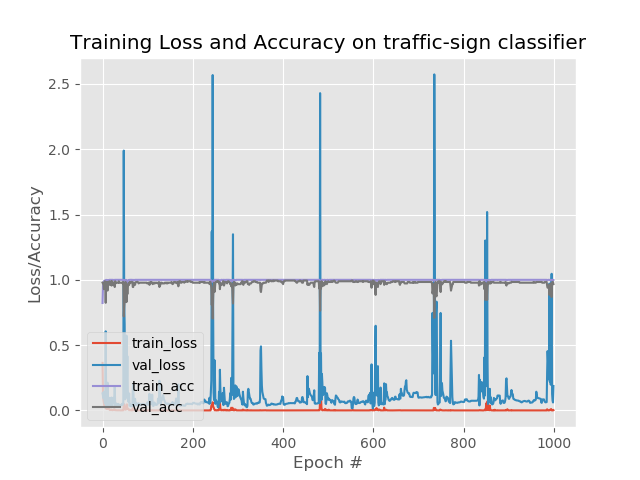 Training Loss and Accuracy on traffic-sign classifier
Loss/Accuracy
2.5
2.0
1.5
1.0
0.5
0.0
train_loss
val_loss
train_acc
val_acc
0 200 400 600 800 1000
Epoch #